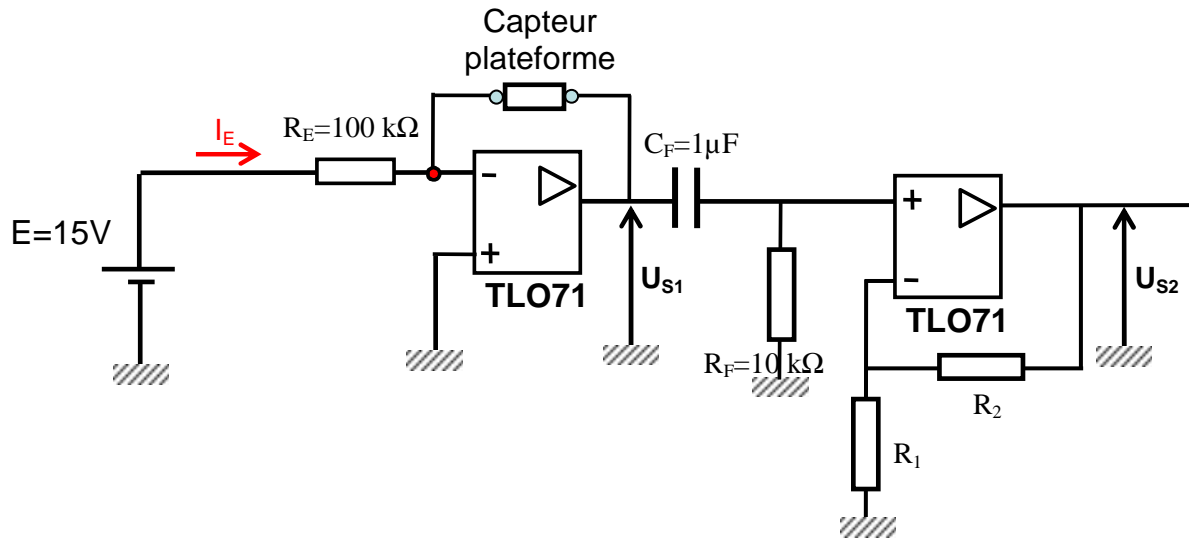 Capteur
plateforme
I_E
R_E=100 kΩ
C_F=1µF
E=15V
-
+
TLO71
U_S1
+
-
TLO71
U_S2
R_F=10 kΩ
R_2
R_1